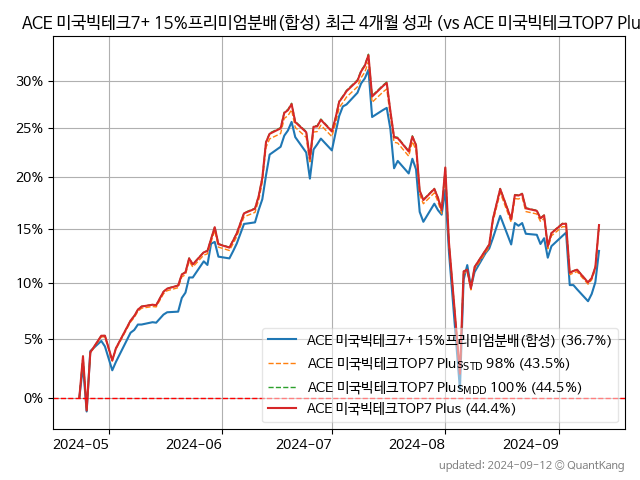 ACE 미국빅테크7+ 15%프리미엄분배(합성) 최근 4개월 성과 (vs ACE 미국빅테크TOP7 Plu
30%
25%
20%
15%
10%
5%
0%
ACE 미국빅테크7+ 15%프리미엄분배(합성) (36.7%)
ACE 미국빅테크TOP7 PlusSTD 98% (43.5%)
ACE 미국빅테크TOP7 PlusMDD 100% (44.5%)
ACE 미국빅테크TOP7 Plus (44.4%)
2024-05 2024-06 2024-07 2024-08 2024-09
updated: 2024-09-12 © QuantKang